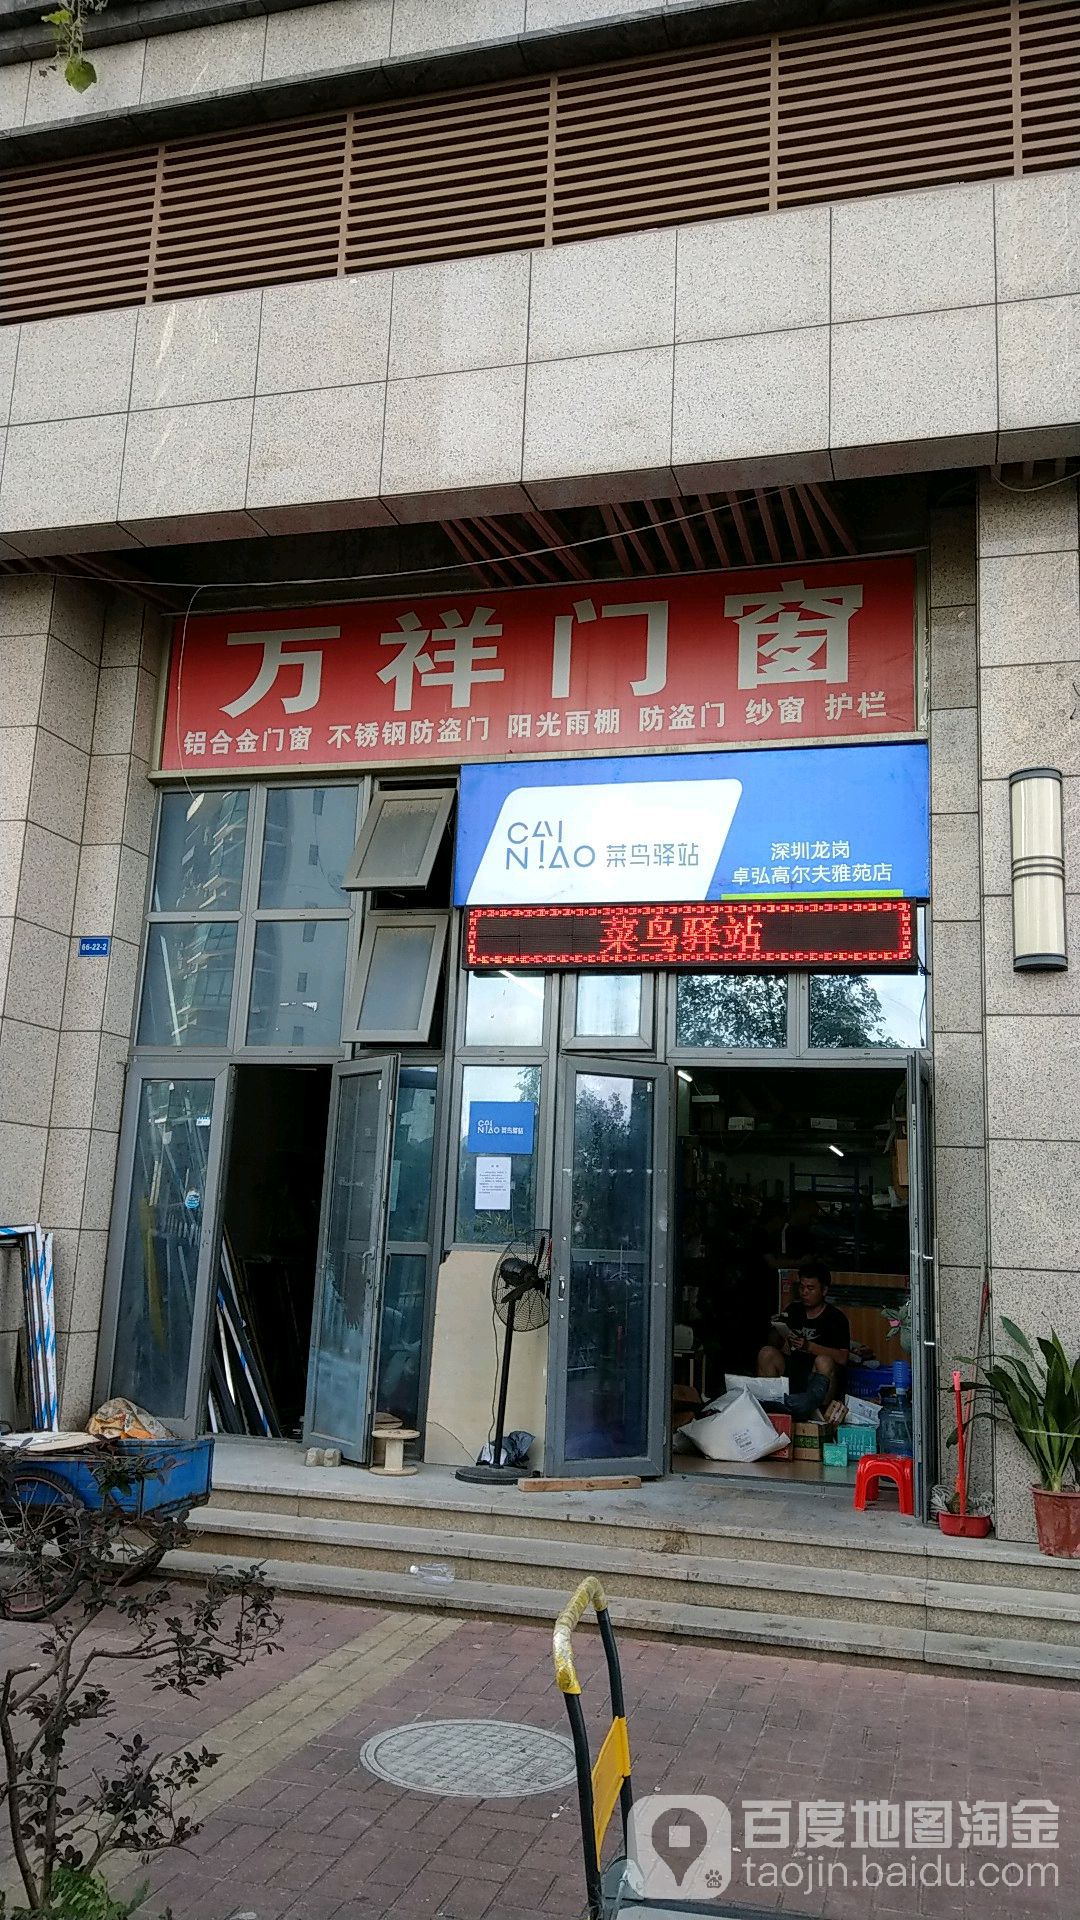 万祥门窗
铝合金门窗 不锈钢防盗门 阳光雨棚 防盗门 纱窗 护栏
CAI
NIAO 菜鸟驿站
深圳龙岗
卓弘高尔夫雅苑店
菜鸟驿站
66-22-2
CAI
NIAO 菜鸟驿站
百度地图淘金
taojin.baidu.com